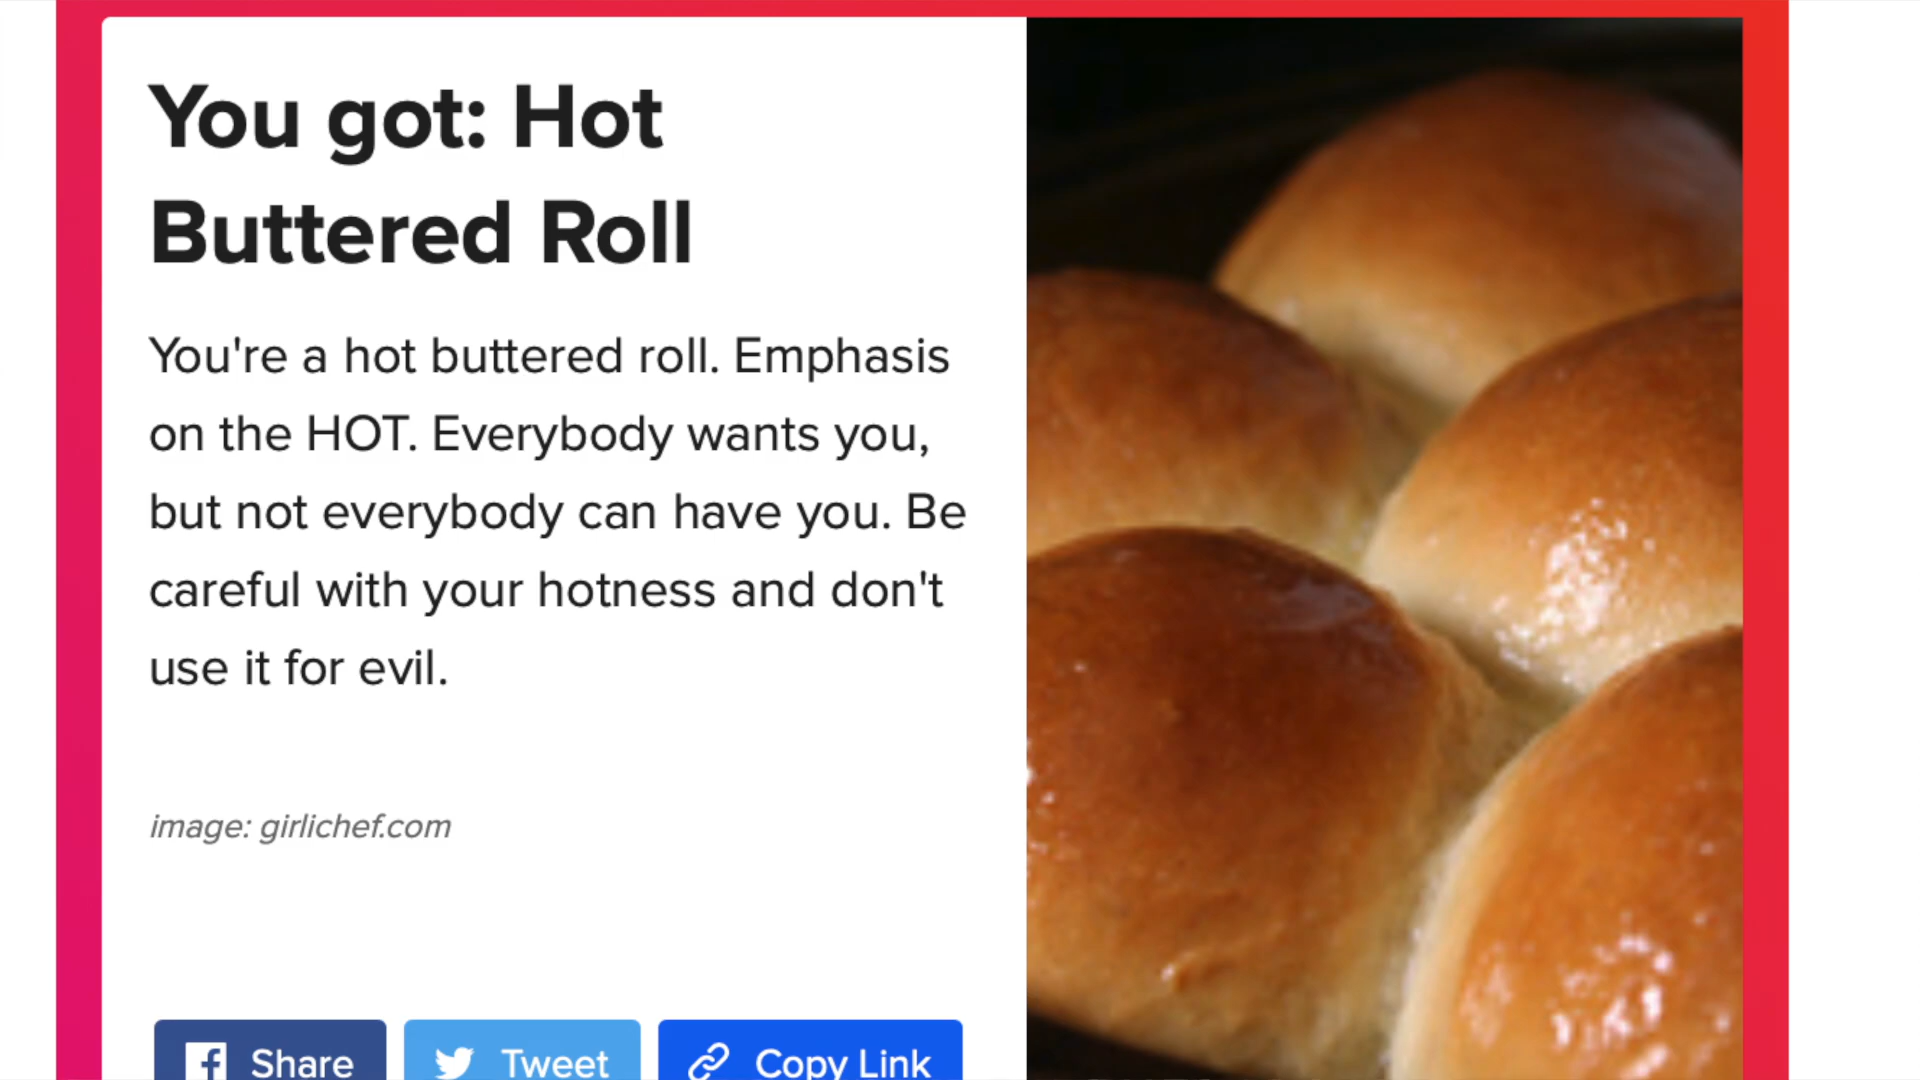 You got: Hot
Buttered Roll
You're a hot buttered roll. Emphasis
on the HOT. Everybody wants you,
but not everybody can have you. Be
careful with your hotness and don't
use it for evil.
image: girlichef.com
Share Tweet Copy Link